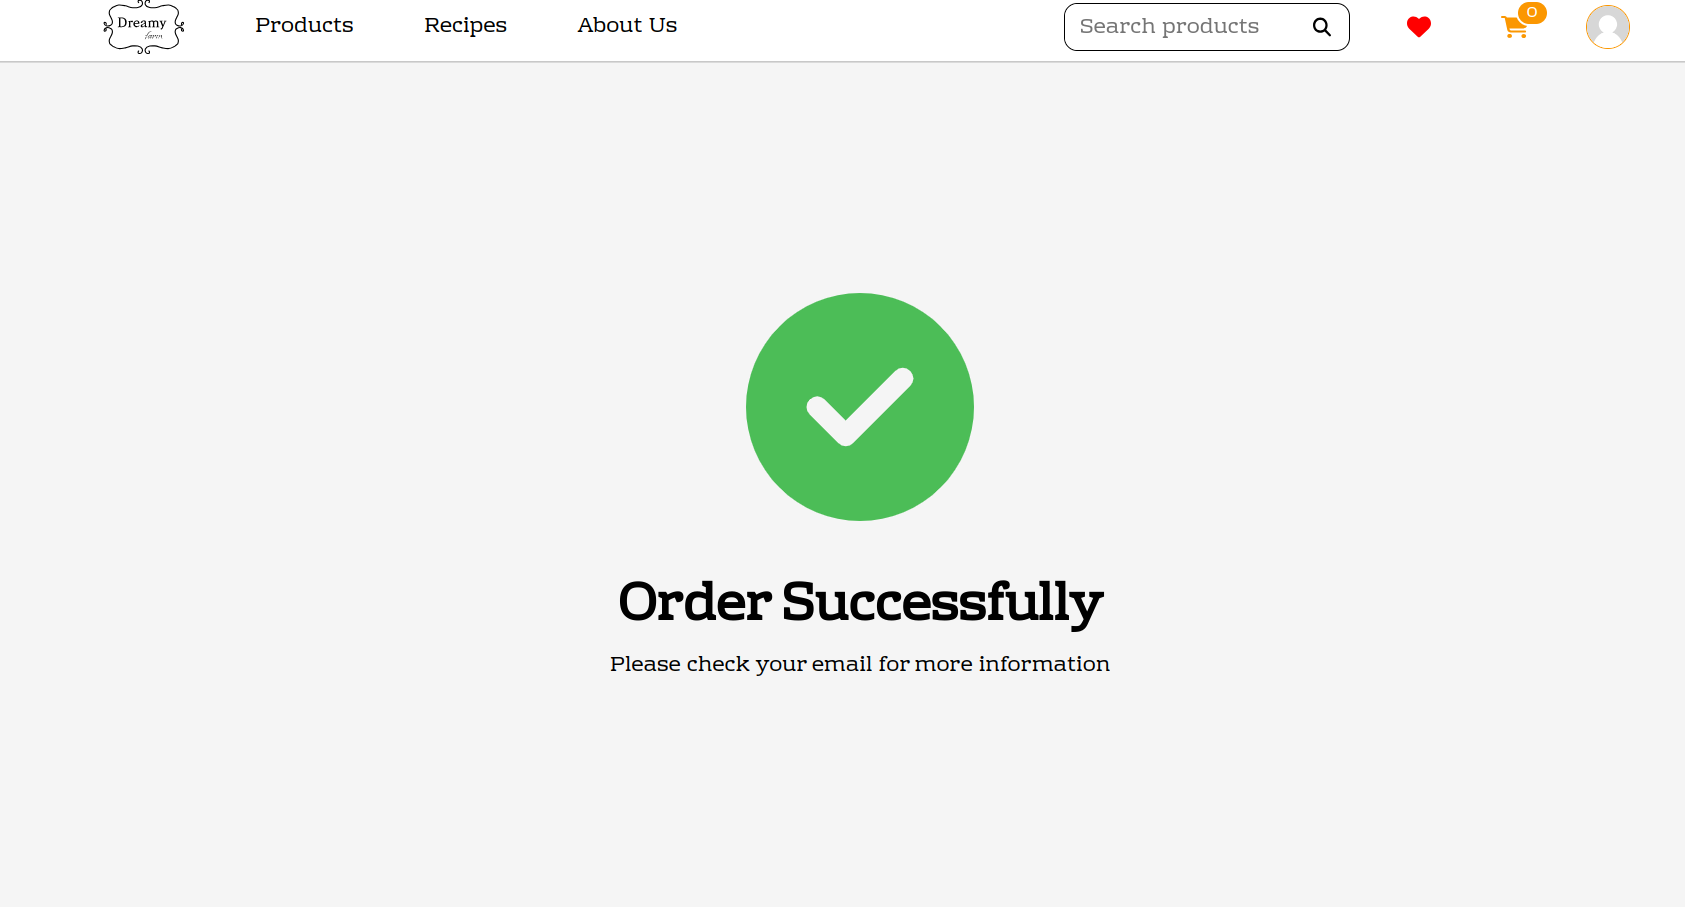 Dreamy
farm
Products
Recipes
About Us
Search products
0
Order Successfully
Please check your email for more information